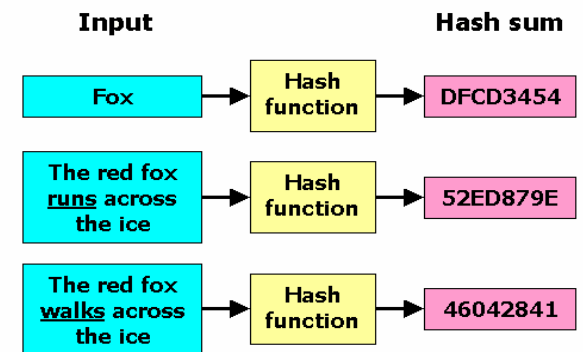 Input
Hash sum
Fox
Hash
function
DFCD3454
The red fox
runs across
the ice
Hash
function
52ED879E
The red fox
walks across
the ice
Hash
function
46042841